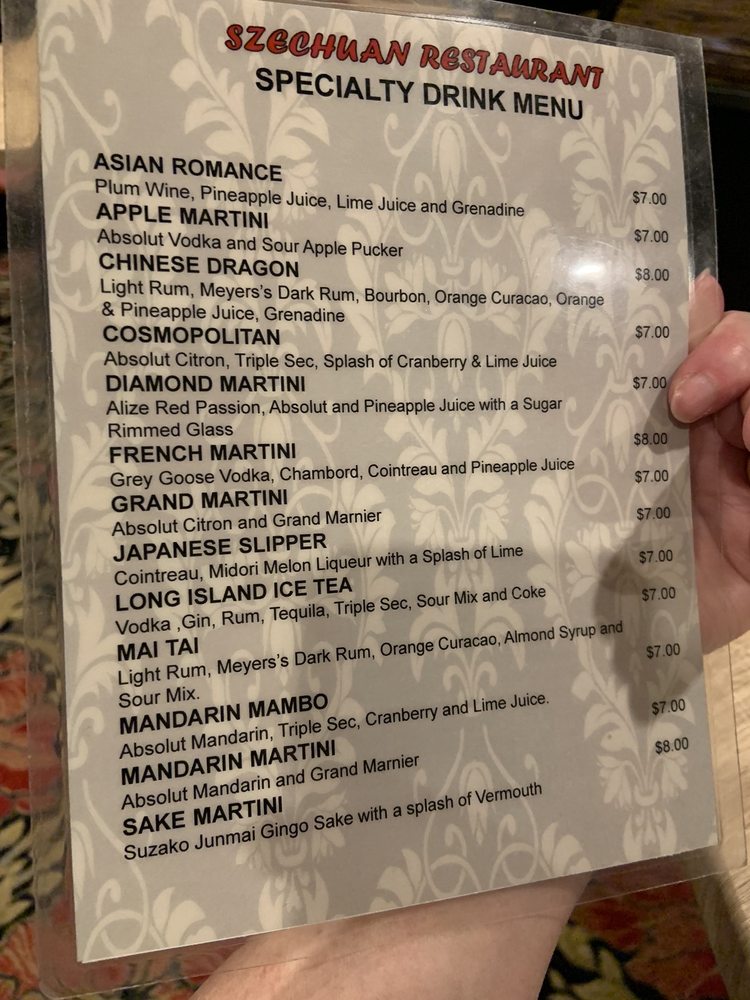 SZECHUAN RESTAURANT
SPECIALTY DRINK MENU
ASIAN ROMANCE
Plum Wine, Pineapple Juice, Lime Juice and Grenadine $7.00
APPLE MARTINI
Absolut Vodka and Sour Apple Pucker $7.00
CHINESE DRAGON $8.00
Light Rum, Meyers's Dark Rum, Bourbon, Orange Curacao, Orange
& Pineapple Juice, Grenadine
COSMOPOLITAN $7.00
Absolut Citron, Triple Sec, Splash of Cranberry & Lime Juice
DIAMOND MARTINI $7.00
Alize Red Passion, Absolut and Pineapple Juice with a Sugar
Rimmed Glass
FRENCH MARTINI $8.00
Grey Goose Vodka, Chambord, Cointreau and Pineapple Juice
GRAND MARTINI $7.00
Absolut Citron and Grand Marnier
JAPANESE SLIPPER $7.00
Cointreau, Midori Melon Liqueur with a Splash of Lime
LONG ISLAND ICE TEA $7.00
Vodka ,Gin, Rum, Tequila, Triple Sec, Sour Mix and Coke
MAI TAI $7.00
Light Rum, Meyers's Dark Rum, Orange Curacao, Almond Syrup and
Sour Mix.
MANDARIN MAMBO $7.00
Absolut Mandarin, Triple Sec, Cranberry and Lime Juice.
MANDARIN MARTINI $7.00
Absolut Mandarin and Grand Marnier
SAKE MARTINI $8.00
Suzako Junmai Gingo Sake with a splash of Vermouth